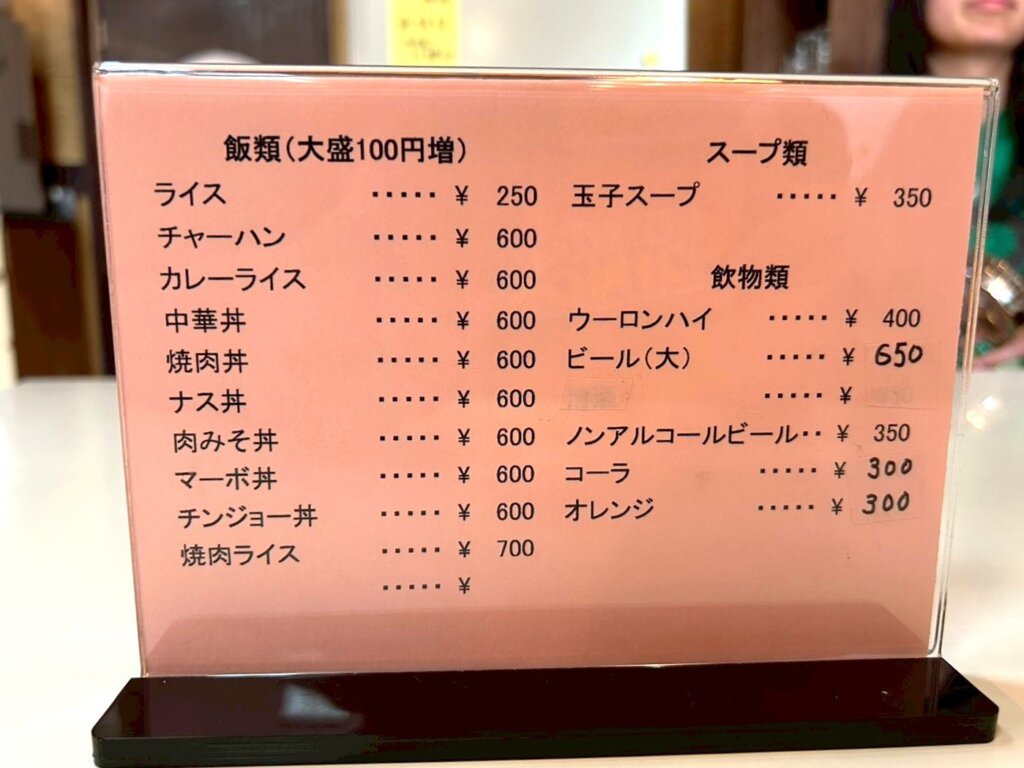 飯類(大盛100円増)
ライス ····· ¥ 250
チャーハン ····· ¥ 600
カレーライス ····· ¥ 600
中華丼 ····· ¥ 600
焼肉丼 ····· ¥ 600
ナス丼 ····· ¥ 600
肉みそ丼 ····· ¥ 600
マーボ丼 ····· ¥ 600
チンジョー丼 ····· ¥ 600
焼肉ライス ····· ¥ 700
····· ¥
スープ類
玉子スープ ····· ¥ 350
飲物類
ウーロンハイ ····· ¥ 400
ビール(大) ····· ¥ 650
····· ¥
ノンアルコールビール·· ¥ 350
コーラ ····· ¥ 300
オレンジ ····· ¥ 300